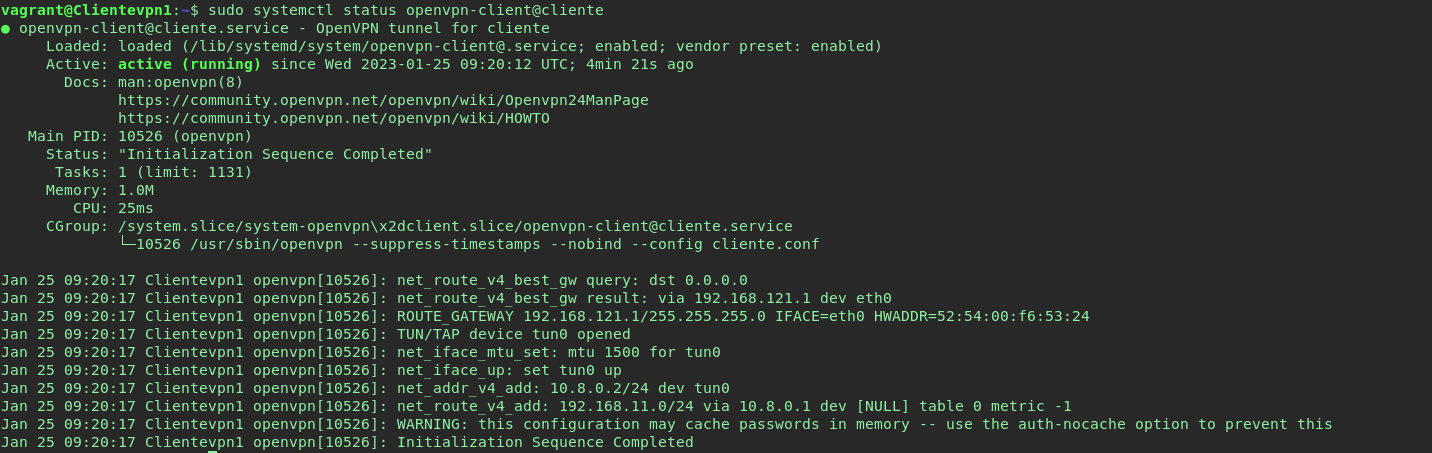 vagrant@Clientevpn1:~$ sudo systemctl status openvpn-client@cliente
● openvpn-client@cliente.service - OpenVPN tunnel for cliente
     Loaded: loaded (/lib/systemd/system/openvpn-client@.service; enabled; vendor preset: enabled)
     Active: active (running) since Wed 2023-01-25 09:20:12 UTC; 4min 21s ago
       Docs: man:openvpn(8)
             https://community.openvpn.net/openvpn/wiki/Openvpn24ManPage
             https://community.openvpn.net/openvpn/wiki/HOWTO
   Main PID: 10526 (openvpn)
     Status: "Initialization Sequence Completed"
      Tasks: 1 (limit: 1131)
     Memory: 1.0M
        CPU: 25ms
     CGroup: /system.slice/system-openvpn\x2dclient.slice/openvpn-client@cliente.service
             └─10526 /usr/sbin/openvpn --suppress-timestamps --nobind --config cliente.conf

Jan 25 09:20:17 Clientevpn1 openvpn[10526]: net_route_v4_best_gw query: dst 0.0.0.0
Jan 25 09:20:17 Clientevpn1 openvpn[10526]: net_route_v4_best_gw result: via 192.168.121.1 dev eth0
Jan 25 09:20:17 Clientevpn1 openvpn[10526]: ROUTE_GATEWAY 192.168.121.1/255.255.255.0 IFACE=eth0 HWADDR=52:54:00:f6:53:24
Jan 25 09:20:17 Clientevpn1 openvpn[10526]: TUN/TAP device tun0 opened
Jan 25 09:20:17 Clientevpn1 openvpn[10526]: net_iface_mtu_set: mtu 1500 for tun0
Jan 25 09:20:17 Clientevpn1 openvpn[10526]: net_iface_up: set tun0 up
Jan 25 09:20:17 Clientevpn1 openvpn[10526]: net_addr_v4_add: 10.8.0.2/24 dev tun0
Jan 25 09:20:17 Clientevpn1 openvpn[10526]: net_route_v4_add: 192.168.11.0/24 via 10.8.0.1 dev [NULL] table 0 metric -1
Jan 25 09:20:17 Clientevpn1 openvpn[10526]: WARNING: this configuration may cache passwords in memory -- use the auth-nocache option to prevent this
Jan 25 09:20:17 Clientevpn1 openvpn[10526]: Initialization Sequence Completed